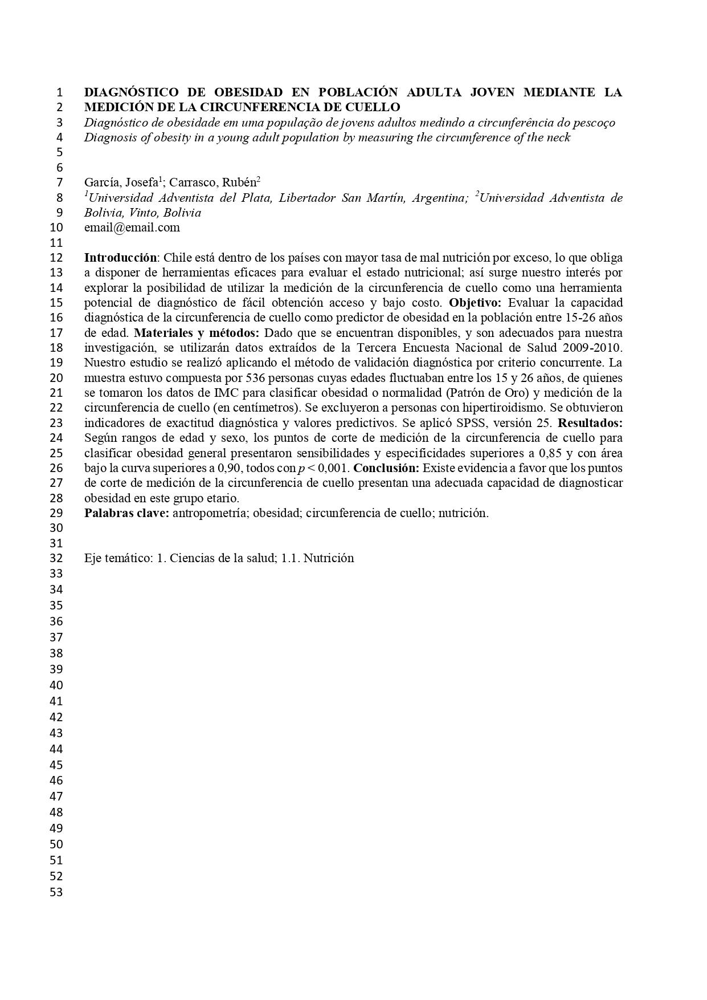 1 DIAGNÓSTICO DE OBESIDAD EN POBLACIÓN ADULTA JOVEN MEDIANTE LA
2 MEDICIÓN DE LA CIRCUNFERENCIA DE CUELLO
3 Diagnóstico de obesidade em uma população de jovens adultos medindo a circunferência do pescoço
4 Diagnosis of obesity in a young adult population by measuring the circumference of the neck
5
6
7 García, Josefa¹; Carrasco, Rubén²
8 ¹Universidad Adventista del Plata, Libertador San Martín, Argentina; ²Universidad Adventista de
9 Bolivia, Vinto, Bolivia
10 email@email.com
11
12 Introducción: Chile está dentro de los países con mayor tasa de mal nutrición por exceso, lo que obliga
13 a disponer de herramientas eficaces para evaluar el estado nutricional; así surge nuestro interés por
14 explorar la posibilidad de utilizar la medición de la circunferencia de cuello como una herramienta
15 potencial de diagnóstico de fácil obtención acceso y bajo costo. Objetivo: Evaluar la capacidad
16 diagnóstica de la circunferencia de cuello como predictor de obesidad en la población entre 15-26 años
17 de edad. Materiales y métodos: Dado que se encuentran disponibles, y son adecuados para nuestra
18 investigación, se utilizarán datos extraídos de la Tercera Encuesta Nacional de Salud 2009-2010.
19 Nuestro estudio se realizó aplicando el método de validación diagnóstica por criterio concurrente. La
20 muestra estuvo compuesta por 536 personas cuyas edades fluctuaban entre los 15 y 26 años, de quienes
21 se tomaron los datos de IMC para clasificar obesidad o normalidad (Patrón de Oro) y medición de la
22 circunferencia de cuello (en centímetros). Se excluyeron a personas con hipertiroidismo. Se obtuvieron
23 indicadores de exactitud diagnóstica y valores predictivos. Se aplicó SPSS, versión 25. Resultados:
24 Según rangos de edad y sexo, los puntos de corte de medición de la circunferencia de cuello para
25 clasificar obesidad general presentaron sensibilidades y especificidades superiores a 0,85 y con área
26 bajo la curva superiores a 0,90, todos con p < 0,001. Conclusión: Existe evidencia a favor que los puntos
27 de corte de medición de la circunferencia de cuello presentan una adecuada capacidad de diagnosticar
28 obesidad en este grupo etario.
29 Palabras clave: antropometría; obesidad; circunferencia de cuello; nutrición.
30
31
32 Eje temático: 1. Ciencias de la salud; 1.1. Nutrición
33
34
35
36
37
38
39
40
41
42
43
44
45
46
47
48
49
50
51
52
53